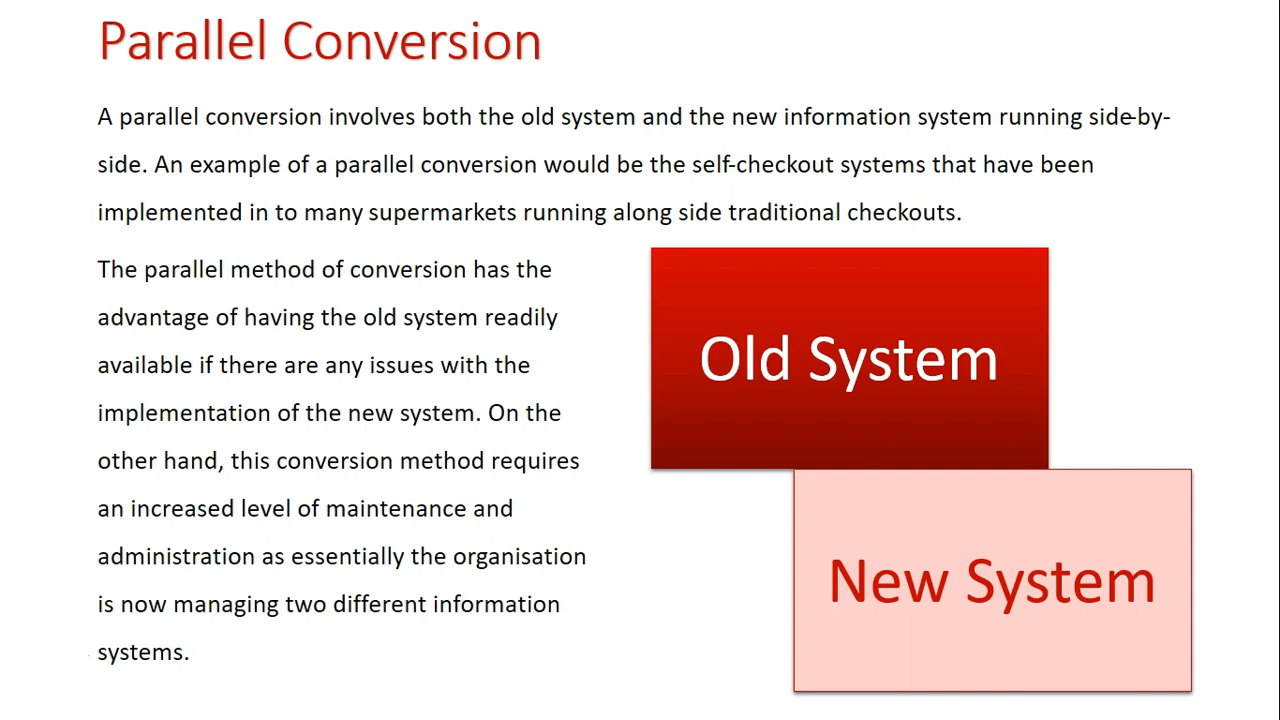 Parallel Conversion
A parallel conversion involves both the old system and the new information system running side-by-
side. An example of a parallel conversion would be the self-checkout systems that have been
implemented in to many supermarkets running along side traditional checkouts.
The parallel method of conversion has the
advantage of having the old system readily
available if there are any issues with the
implementation of the new system. On the
other hand, this conversion method requires
an increased level of maintenance and
administration as essentially the organisation
is now managing two different information
systems.
Old System
New System